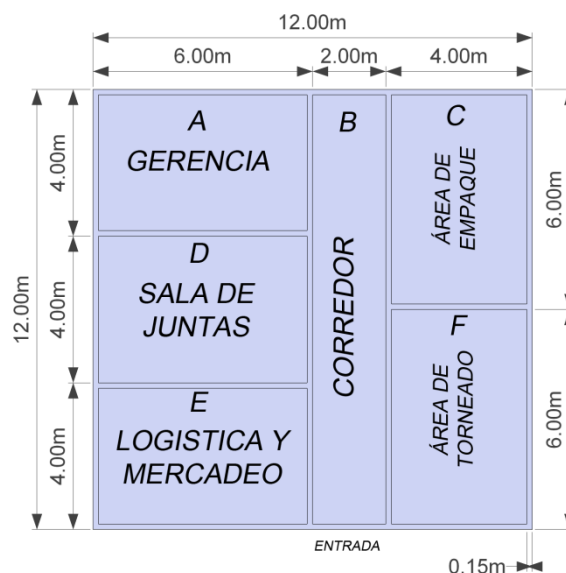 12.00m
6.00m
2.00m
4.00m
A
GERENCIA
B
CORREDOR
C
ÁREA DE
EMPAQUE
D
SALA DE
JUNTAS
E
LOGISTICA Y
MERCADEO
F
ÁREA DE
TORNEADO
12.00m
4.00m
4.00m
4.00m
6.00m
6.00m
ENTRADA
0.15m